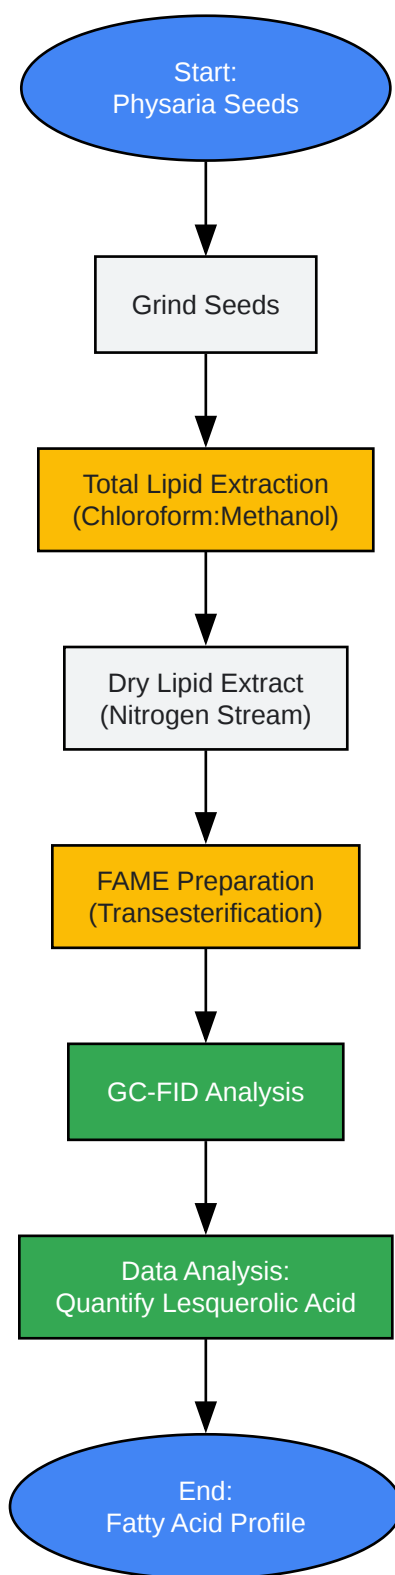 Start:
Physaria Seeds
Grind Seeds
Total Lipid Extraction
(Chloroform:Methanol)
Dry Lipid Extract
(Nitrogen Stream)
FAME Preparation
(Transesterification)
GC-FID Analysis
Data Analysis:
Quantify Lesquerolic Acid
End:
Fatty Acid Profile